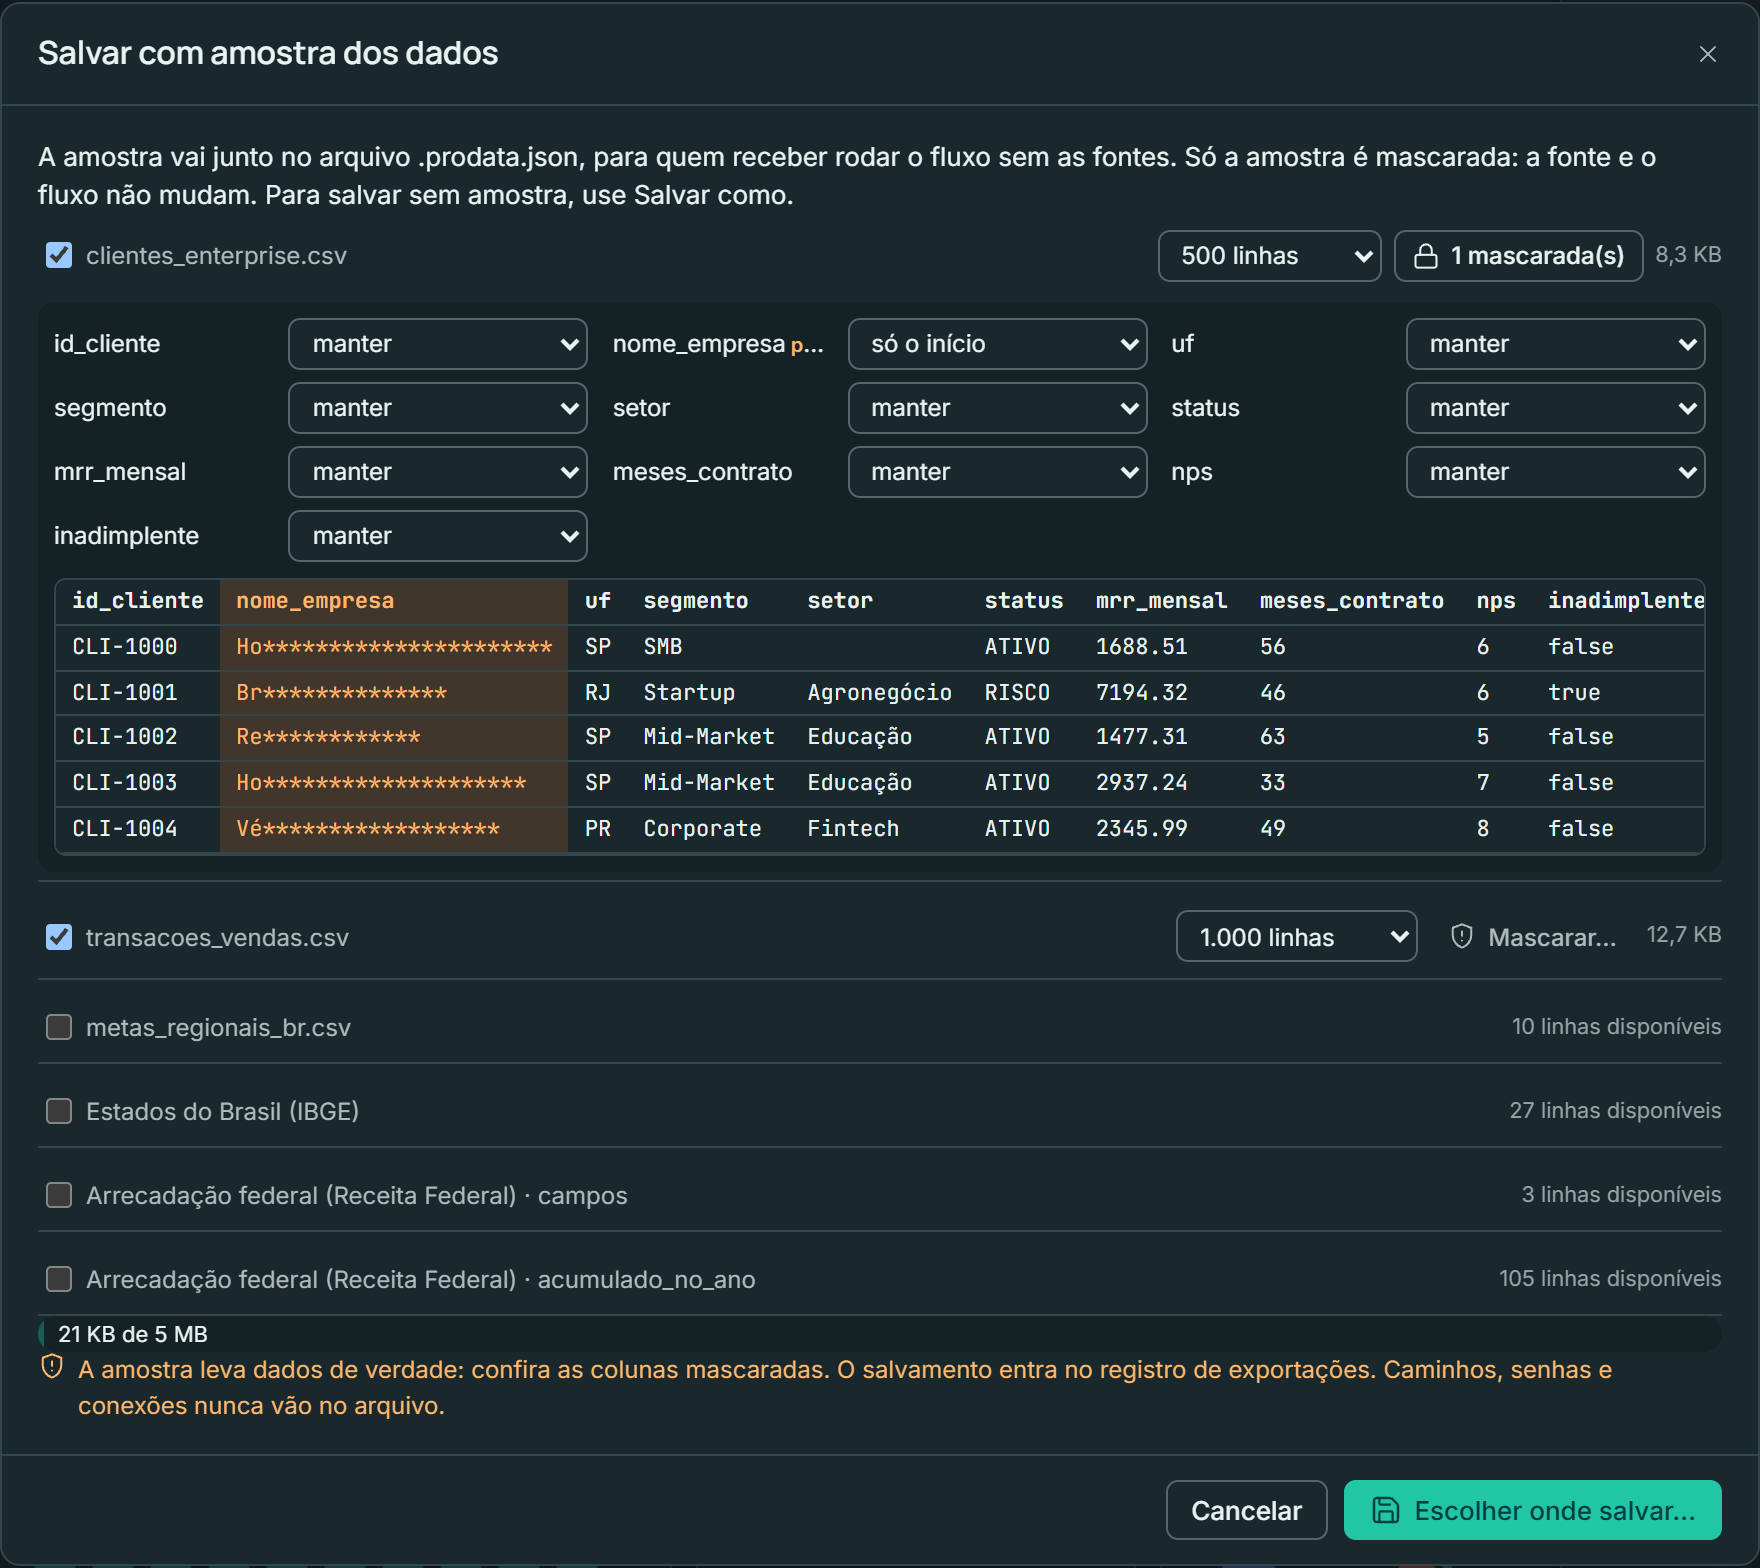 Salvar com amostra dos dados
A amostra vai junto no arquivo .prodata.json, para quem receber rodar o fluxo sem as fontes. Só a amostra é mascarada: a fonte e o
fluxo não mudam. Para salvar sem amostra, use Salvar como.
clientes_enterprise.csv 500 linhas 1 mascarada(s) 8,3 KB
id_cliente manter nome_empresa p... só o início uf manter
segmento manter setor manter status manter
mrr_mensal manter meses_contrato manter nps manter
inadimplente manter
id_cliente nome_empresa uf segmento setor status mrr_mensal meses_contrato nps inadimplente
CLI-1000 Ho********************** SP SMB ATIVO 1688.51 56 6 false
CLI-1001 Br************** RJ Startup Agronegócio RISCO 7194.32 46 6 true
CLI-1002 Re************ SP Mid-Market Educação ATIVO 1477.31 63 5 false
CLI-1003 Ho******************** SP Mid-Market Educação ATIVO 2937.24 33 7 false
CLI-1004 Vé****************** PR Corporate Fintech ATIVO 2345.99 49 8 false
transacoes_vendas.csv 1.000 linhas Mascarar... 12,7 KB
metas_regionais_br.csv 10 linhas disponíveis
Estados do Brasil (IBGE) 27 linhas disponíveis
Arrecadação federal (Receita Federal) · campos 3 linhas disponíveis
Arrecadação federal (Receita Federal) · acumulado_no_ano 105 linhas disponíveis
21 KB de 5 MB
A amostra leva dados de verdade: confira as colunas mascaradas. O salvamento entra no registro de exportações. Caminhos, senhas e
conexões nunca vão no arquivo.
Cancelar Escolher onde salvar...